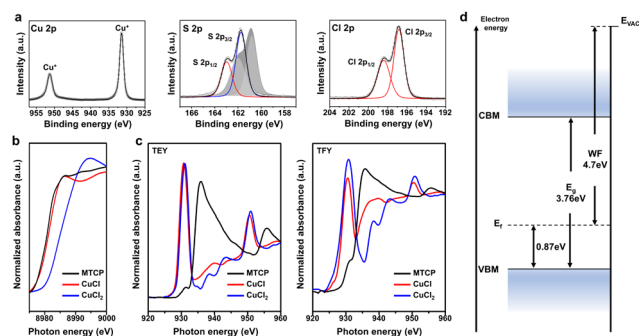 a
Cu 2p
Cu+
Cu+
Intensity (a.u.)
955 950 945 940 935 930 925
Binding energy (eV)
S 2p
S 2p3/2
S 2p1/2
Intensity (a.u.)
166 164 162 160 158 156
Binding energy (eV)
Cl 2p
Cl 2p3/2
Cl 2p1/2
Intensity (a.u.)
204 202 200 198 196 194 192
Binding energy (eV)
b
Normalized absorbance (a.u.)
MTCP
CuCl
CuCl2
8980 8990 9000
Photon energy (eV)
c
TEY
Normalized absorbance (a.u.)
MTCP
CuCl
CuCl2
920 930 940 950 960
Photon energy (eV)
TFY
Normalized absorbance (a.u.)
MTCP
CuCl
CuCl2
920 930 940 950 960
Photon energy (eV)
d
Electron
energy
EVAC
CBM
WF
4.7eV
Eg
3.76eV
Ef
0.87eV
VBM